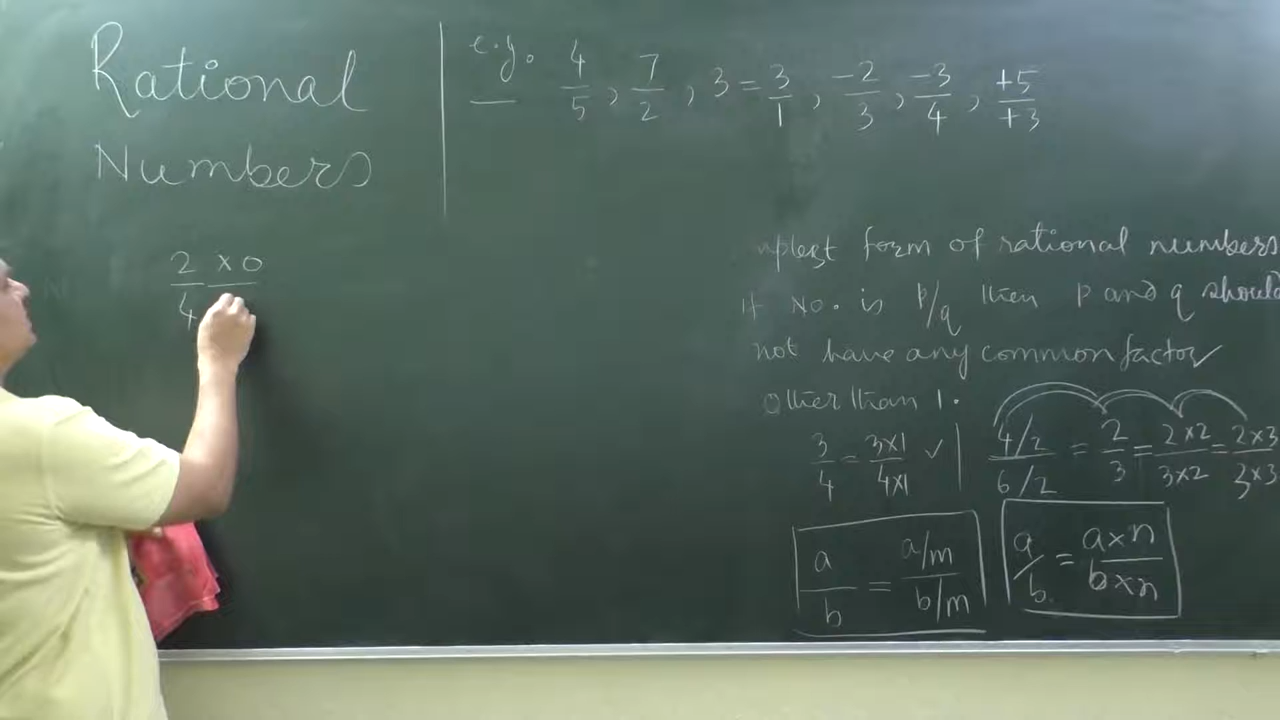 Rational
Numbers
e.g. 4/5, 7/2, 3 = 3/1, -2/3, -3/4, +5/+3
2 × 0
4
form of rational numbers
if No. is p/q then p and q should
not have any common factor
other than 1.
3/4 = 3×1/4×1 ✓ | 4/2 / 6/2 = 2/3 = 2×2/3×2 = 2×3/3×3
a/b = a/m / b/m
a/b = a×n/b×n